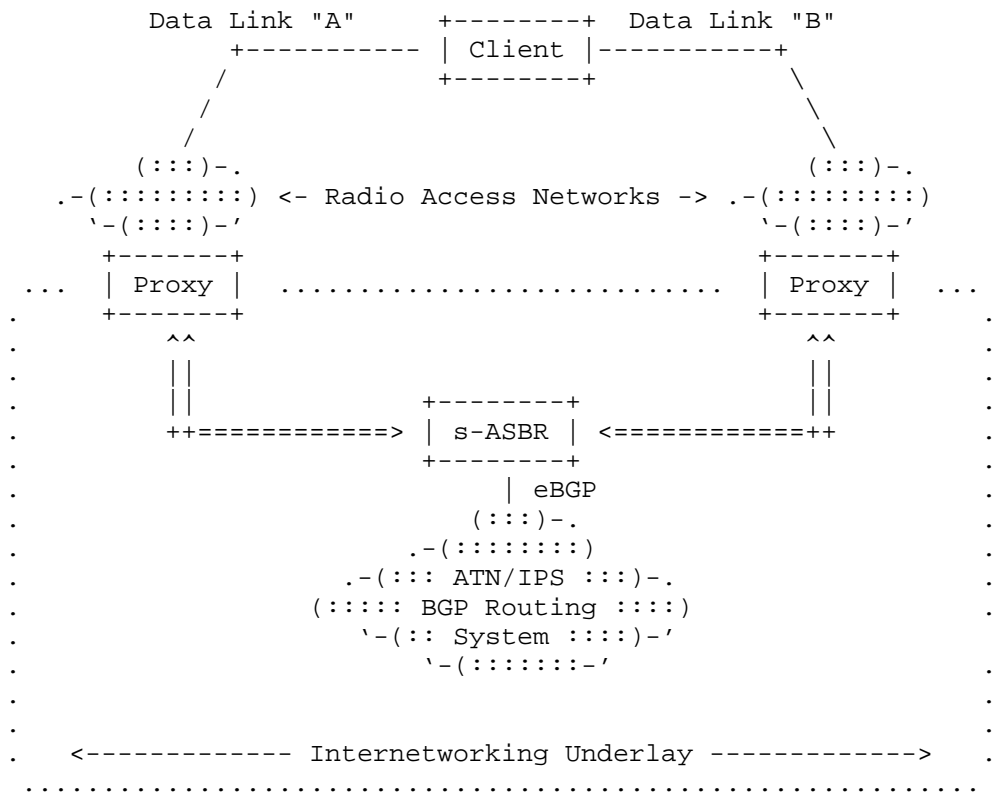 Data Link "A" Data Link "B"
Client
<- Radio Access Networks ->
Proxy Proxy
s-ASBR
eBGP
ATN/IPS
BGP Routing
System
Internetworking Underlay